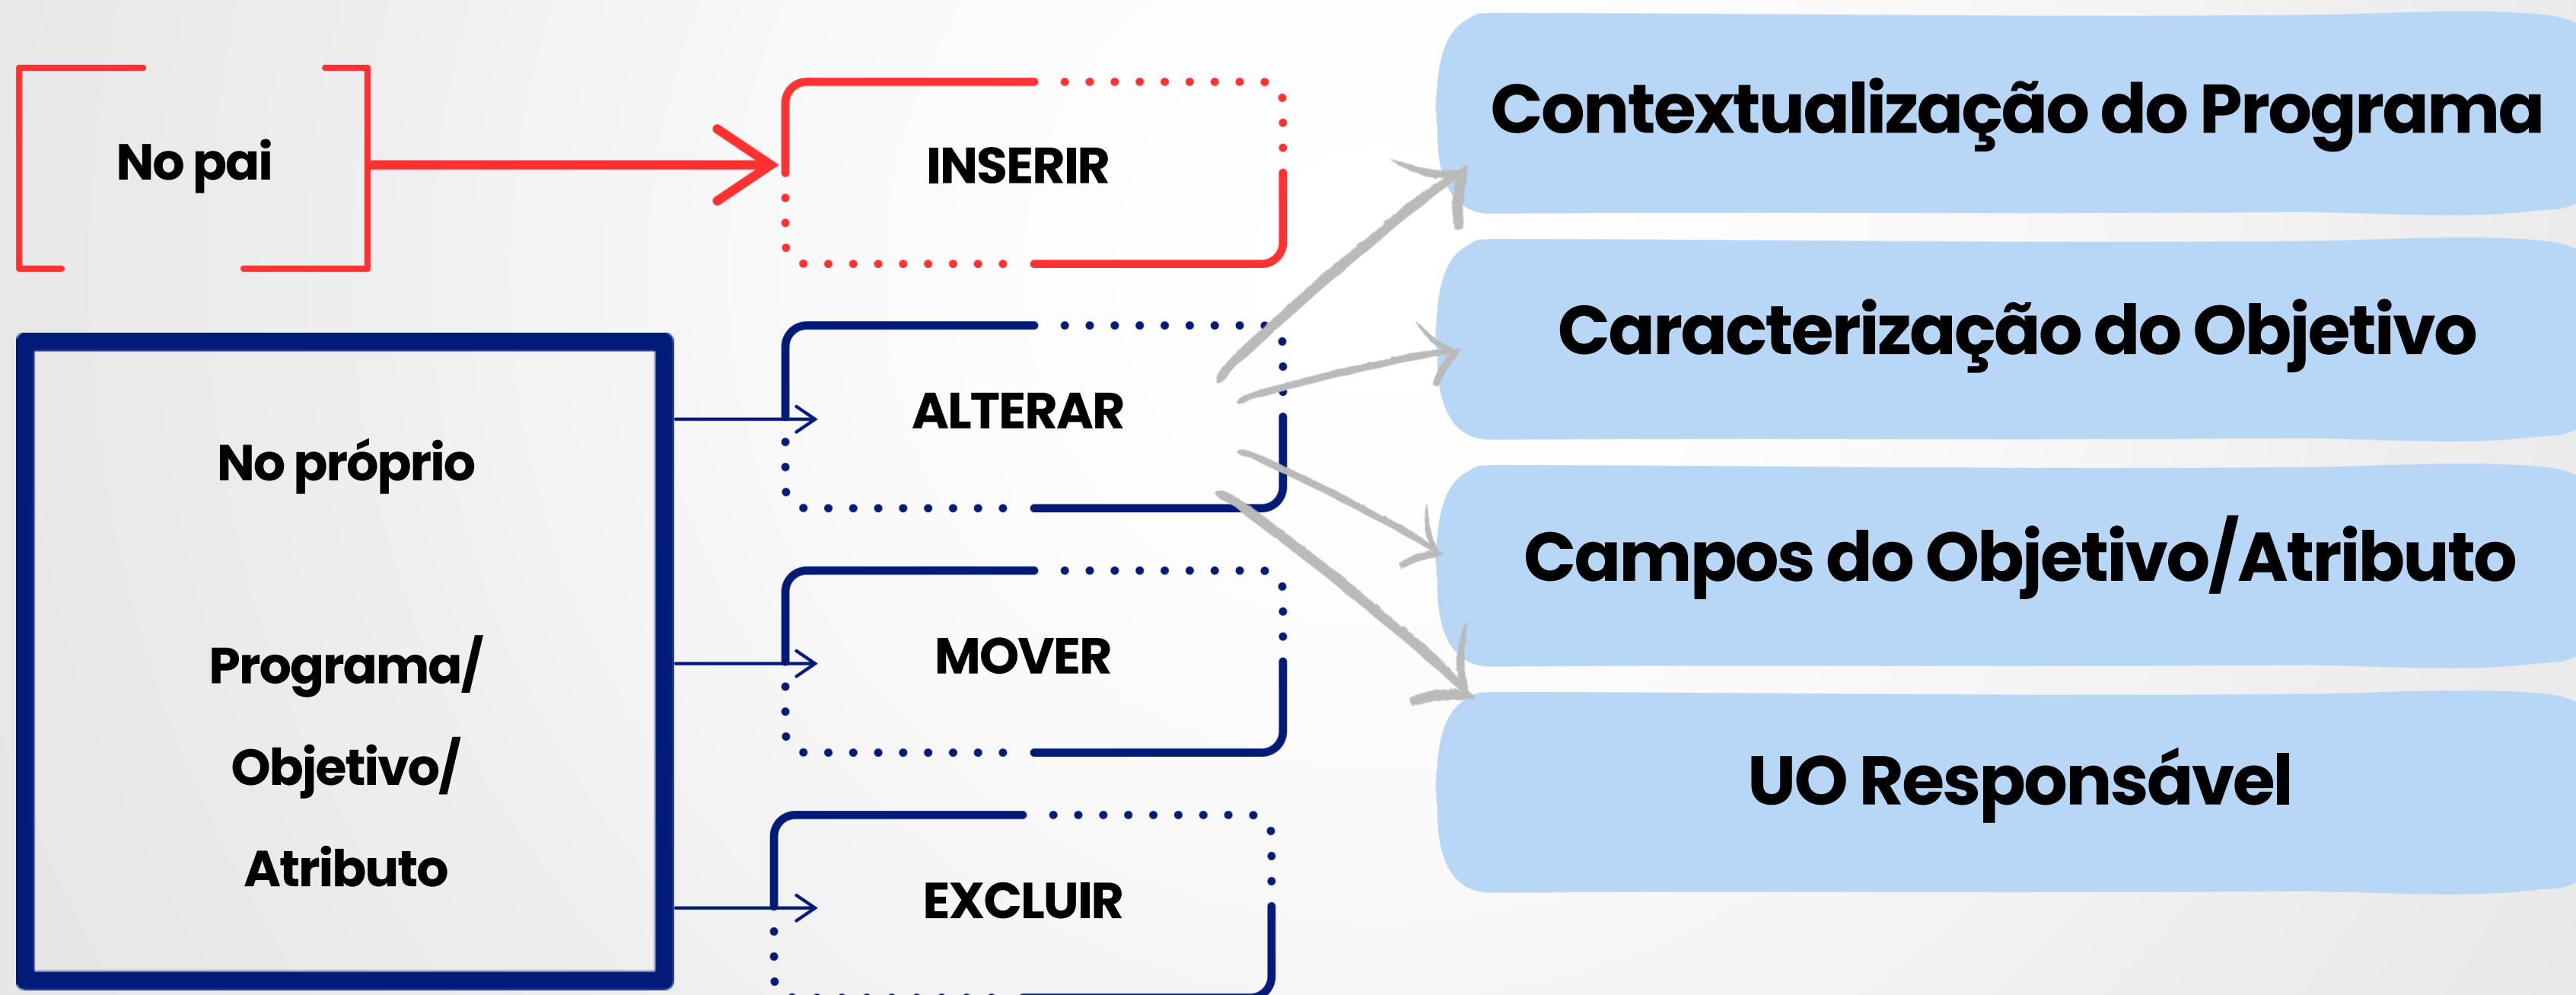 No pai
INSERIR
No próprio
Programa/
Objetivo/
Atributo
ALTERAR
MOVER
EXCLUIR
Contextualização do Programa
Caracterização do Objetivo
Campos do Objetivo/Atributo
UO Responsável